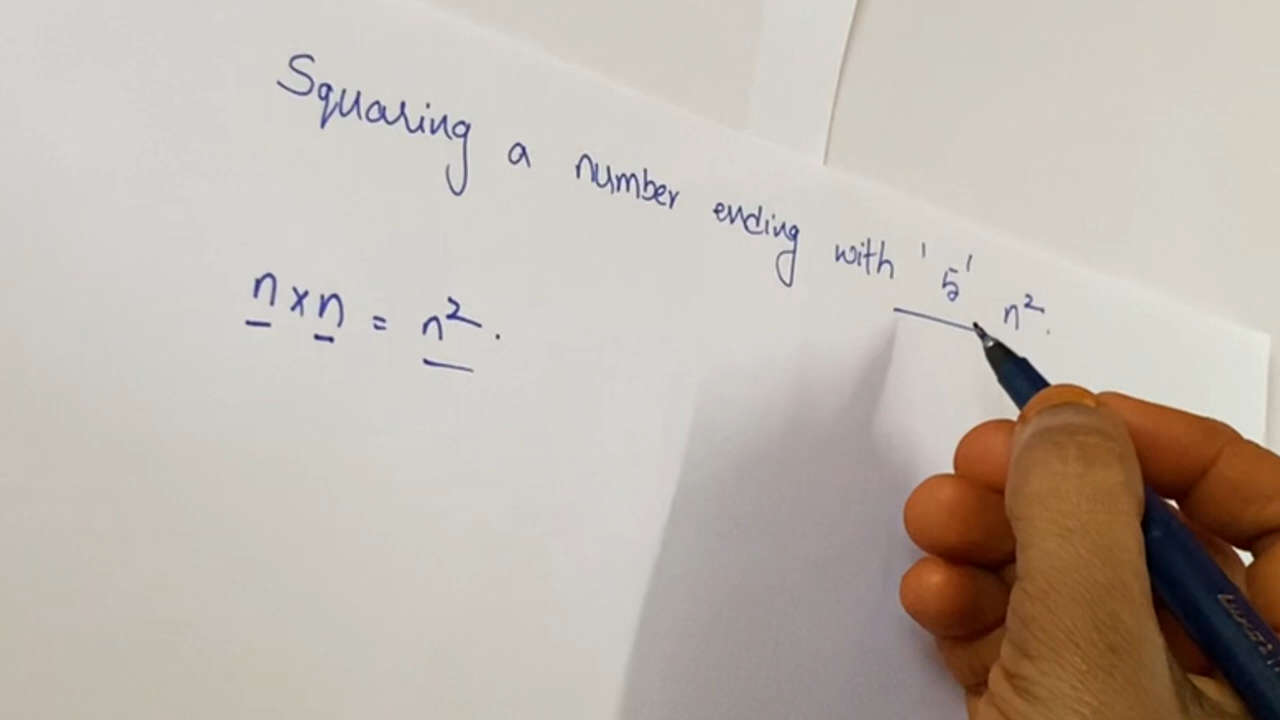 Squaring a number ending with '5' n².
n x n = n².